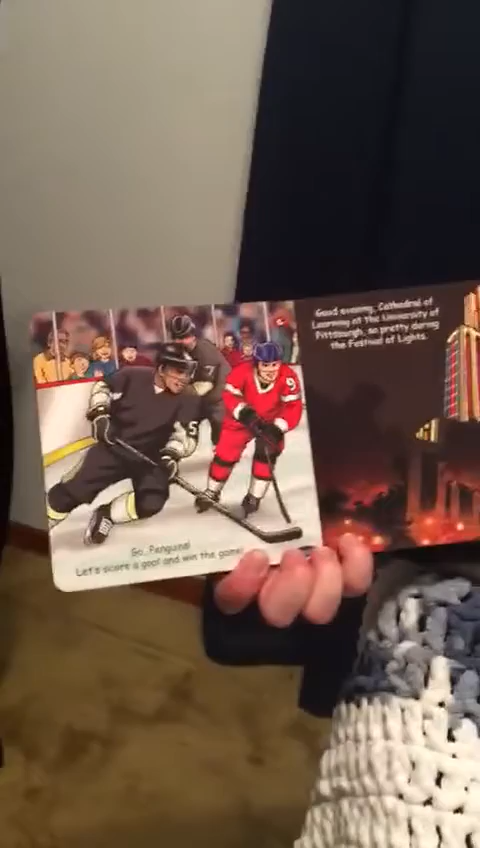 Go, Penguins!
Let's score a goal and win the game!
5
7
9
Good evening, Cathedral of
Learning at the University of
Pittsburgh, so pretty during
the Festival of Lights.